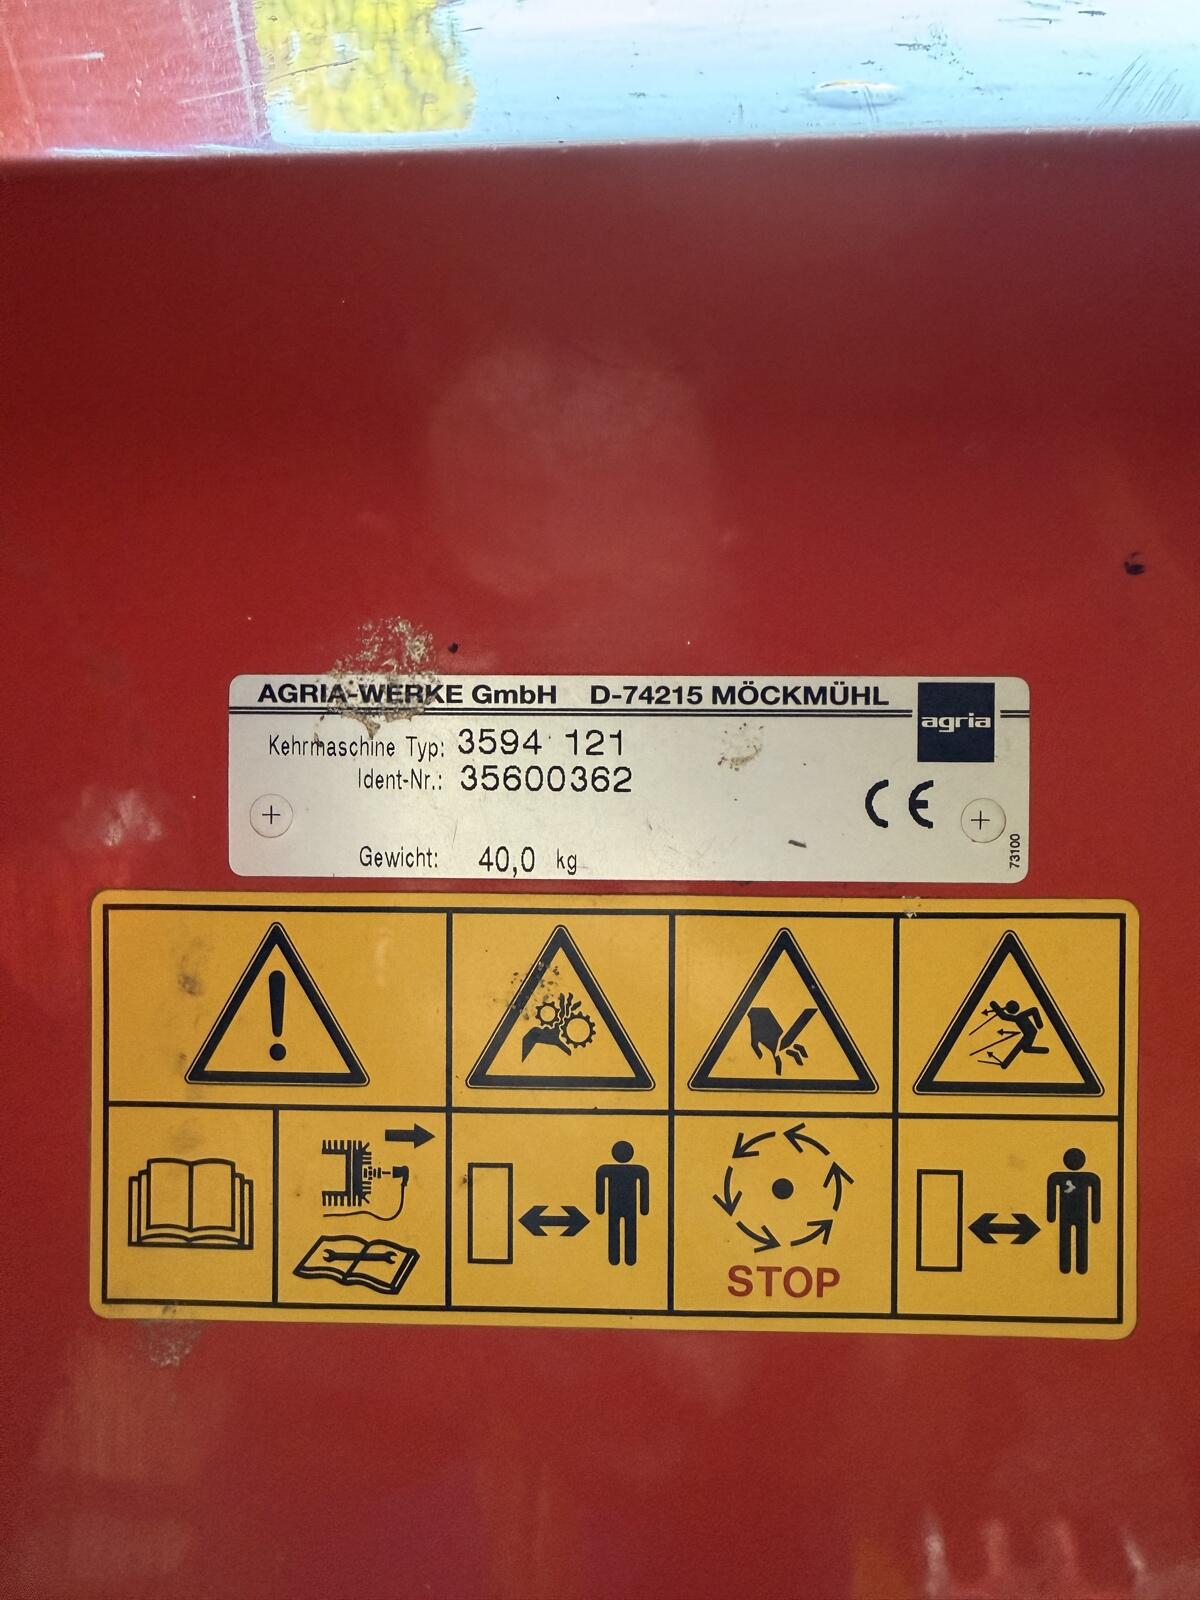 AGRIA-WERKE GmbH D-74215 MÖCKMÜHL
agria
Kehrmaschine Typ: 3594 121
Ident-Nr.: 35600362
CE
Gewicht: 40,0 kg
73100
STOP